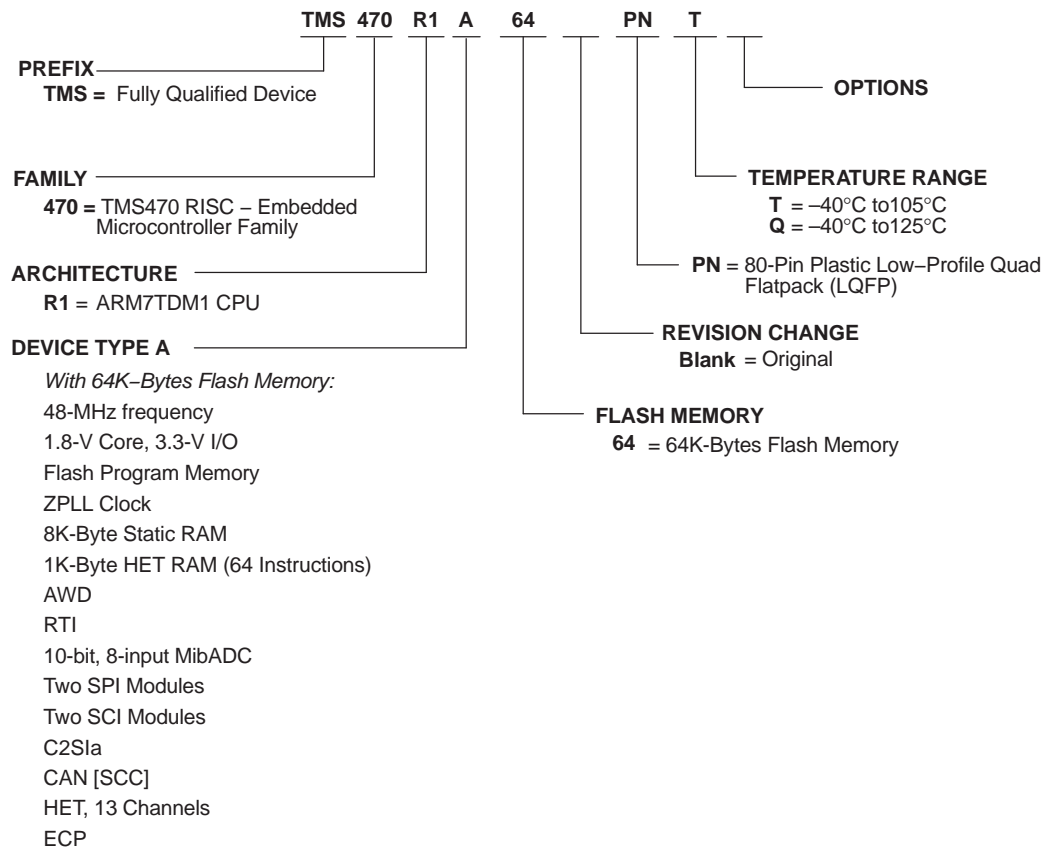 TMS 470 R1 A 64 PN T
PREFIX
TMS = Fully Qualified Device
OPTIONS
FAMILY
470 = TMS470 RISC − Embedded
Microcontroller Family
TEMPERATURE RANGE
T = –40°C to105°C
Q = –40°C to125°C
ARCHITECTURE
R1 = ARM7TDM1 CPU
PN = 80-Pin Plastic Low−Profile Quad
Flatpack (LQFP)
REVISION CHANGE
Blank = Original
DEVICE TYPE A
With 64K−Bytes Flash Memory:
48-MHz frequency
1.8-V Core, 3.3-V I/O
Flash Program Memory
ZPLL Clock
8K-Byte Static RAM
1K-Byte HET RAM (64 Instructions)
AWD
RTI
10-bit, 8-input MibADC
Two SPI Modules
Two SCI Modules
C2SIa
CAN [SCC]
HET, 13 Channels
ECP
FLASH MEMORY
64 = 64K-Bytes Flash Memory